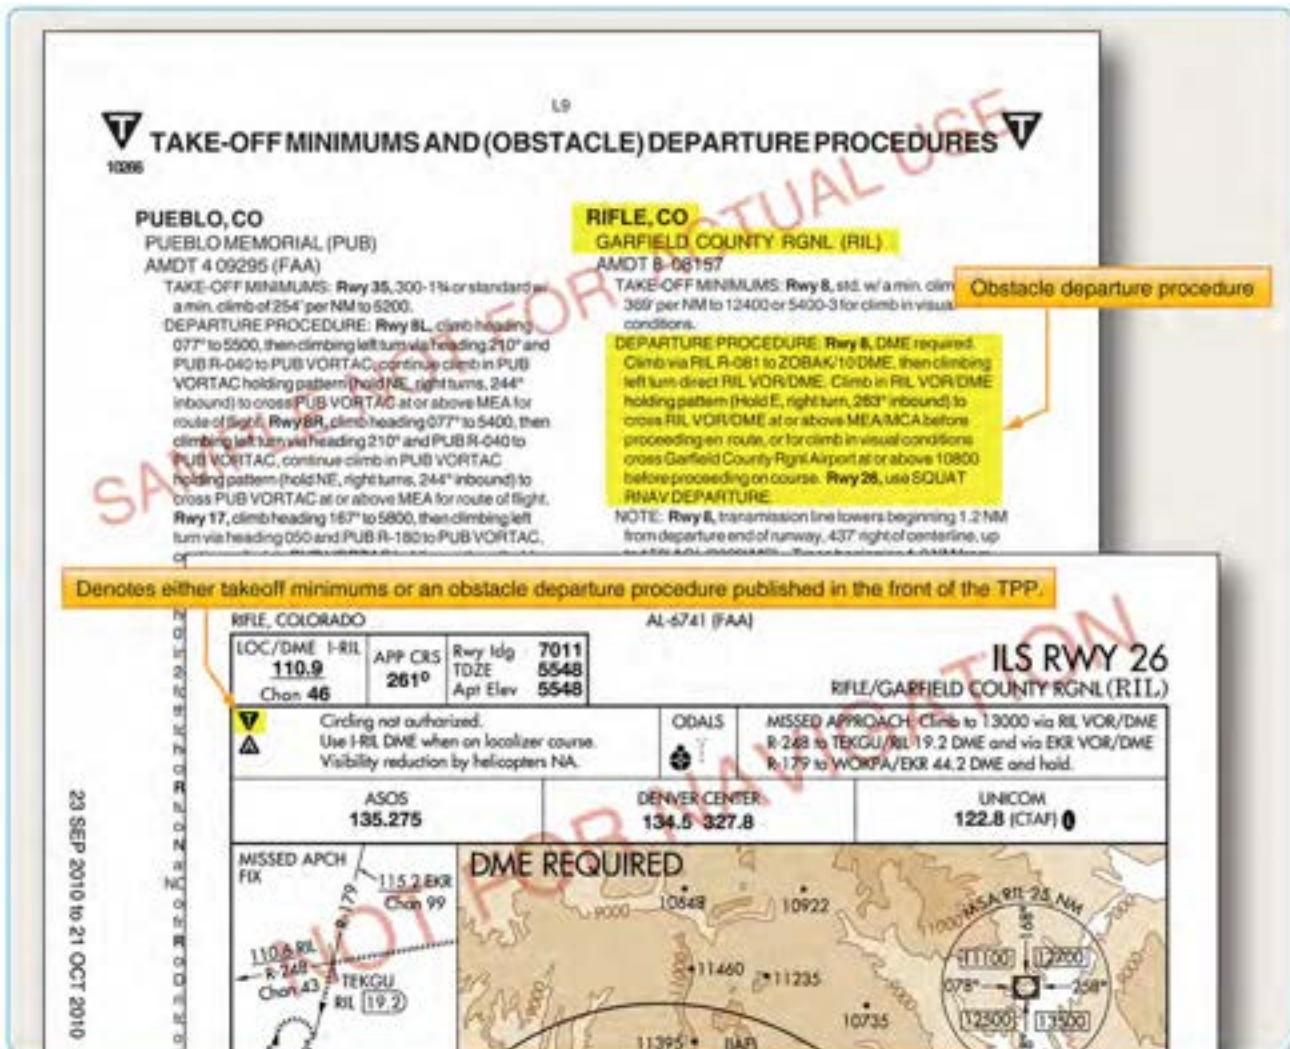 L9
TAKE-OFF MINIMUMS AND (OBSTACLE) DEPARTURE PROCEDURES
10266
PUEBLO, CO
PUEBLO MEMORIAL (PUB)
AMDT 4 09295 (FAA)
TAKE-OFF MINIMUMS: Rwy 35, 300-1¾ or standard w/
a min. climb of 254' per NM to 5200.
DEPARTURE PROCEDURE: Rwy 8L, climb heading
077° to 5500, then climbing left turn via heading 210° and
PUB R-040 to PUB VORTAC, continue climb in PUB
VORTAC holding pattern (hold NE, right turns, 244°
inbound) to cross PUB VORTAC at or above MEA for
route of flight. Rwy 8R, climb heading 077° to 5400, then
climbing left turn via heading 210° and PUB R-040 to
PUB VORTAC, continue climb in PUB VORTAC
holding pattern (hold NE, right turns, 244° inbound) to
cross PUB VORTAC at or above MEA for route of flight.
Rwy 17, climb heading 167° to 5800, then climbing left
turn via heading 050 and PUB R-180 to PUB VORTAC,
RIFLE, CO
GARFIELD COUNTY RGNL (RIL)
AMDT 8 08157
TAKE-OFF MINIMUMS: Rwy 8, std. w/ a min. clim
369' per NM to 12400 or 5400-3 for climb in visual
conditions.
DEPARTURE PROCEDURE: Rwy 8, DME required.
Climb via RIL R-081 to ZOBAK/10 DME, then climbing
left turn direct RIL VOR/DME. Climb in RIL VOR/DME
holding pattern (Hold E, right turn, 263° inbound) to
cross RIL VOR/DME at or above MEA/MCA before
proceeding en route, or for climb in visual conditions
cross Garfield County Rgnl Airport at or above 10800
before proceeding on course. Rwy 26, use SQUAT
RNAV DEPARTURE.
NOTE: Rwy 8, transmission line towers beginning 1.2 NM
from departure end of runway, 437' right of centerline, up
Obstacle departure procedure
SAMPLE NOT FOR ACTUAL USE
Denotes either takeoff minimums or an obstacle departure procedure published in the front of the TPP.
RIFLE, COLORADO
AL-6741 (FAA)
LOC/DME I-RIL
110.9
Chan 46
APP CRS
261°
Rwy ldg 7011
TDZE 5548
Apt Elev 5548
ILS RWY 26
RIFLE/GARFIELD COUNTY RGNL (RIL)
T
A
Circling not authorized.
Use I-RIL DME when on localizer course.
Visibility reduction by helicopters NA.
ODALS
MISSED APPROACH: Climb to 13000 via RIL VOR/DME
R-248 to TEKGU/RIL 19.2 DME and via EKR VOR/DME
R-179 to WOKPA/EKR 44.2 DME and hold.
ASOS
135.275
DENVER CENTER
134.5 327.8
UNICOM
122.8 (CTAF)
MISSED APCH
FIX
115.2 EKR
Chan 99
R-179
110.6 RIL
R-248
Chan 43
TEKGU
RIL 19.2
DME REQUIRED
9000
10848
10922
11000
11460
11235
9000
10735
9000
11395
IAF
MSA RIL 25 NM
7000
168°
11100
12200
078°
258°
12500
13500
9000
NOT FOR NAVIGATION
23 SEP 2010 to 21 OCT 2010